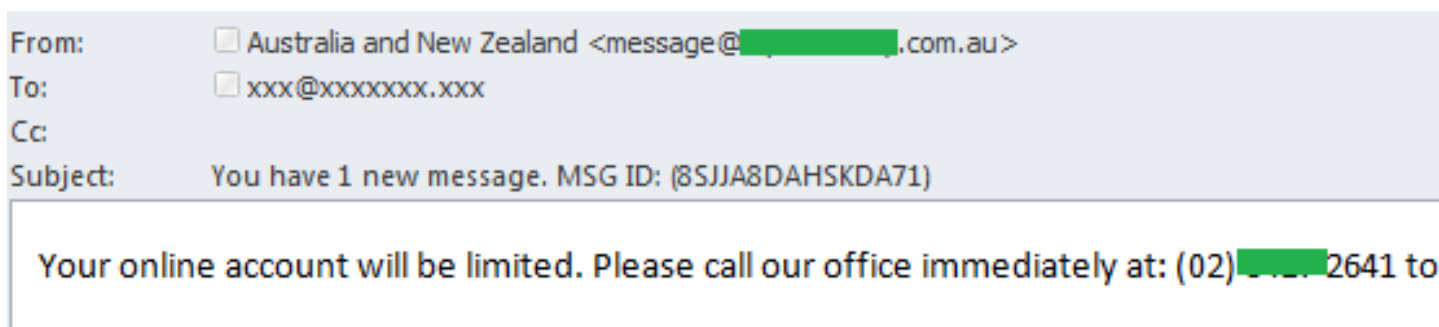 From: Australia and New Zealand <message@ .com.au>
To: xxx@xxxxxxx.xxx
Cc:
Subject: You have 1 new message. MSG ID: (8SJJA8DAHSKDA71)
Your online account will be limited. Please call our office immediately at: (02) 2641 to